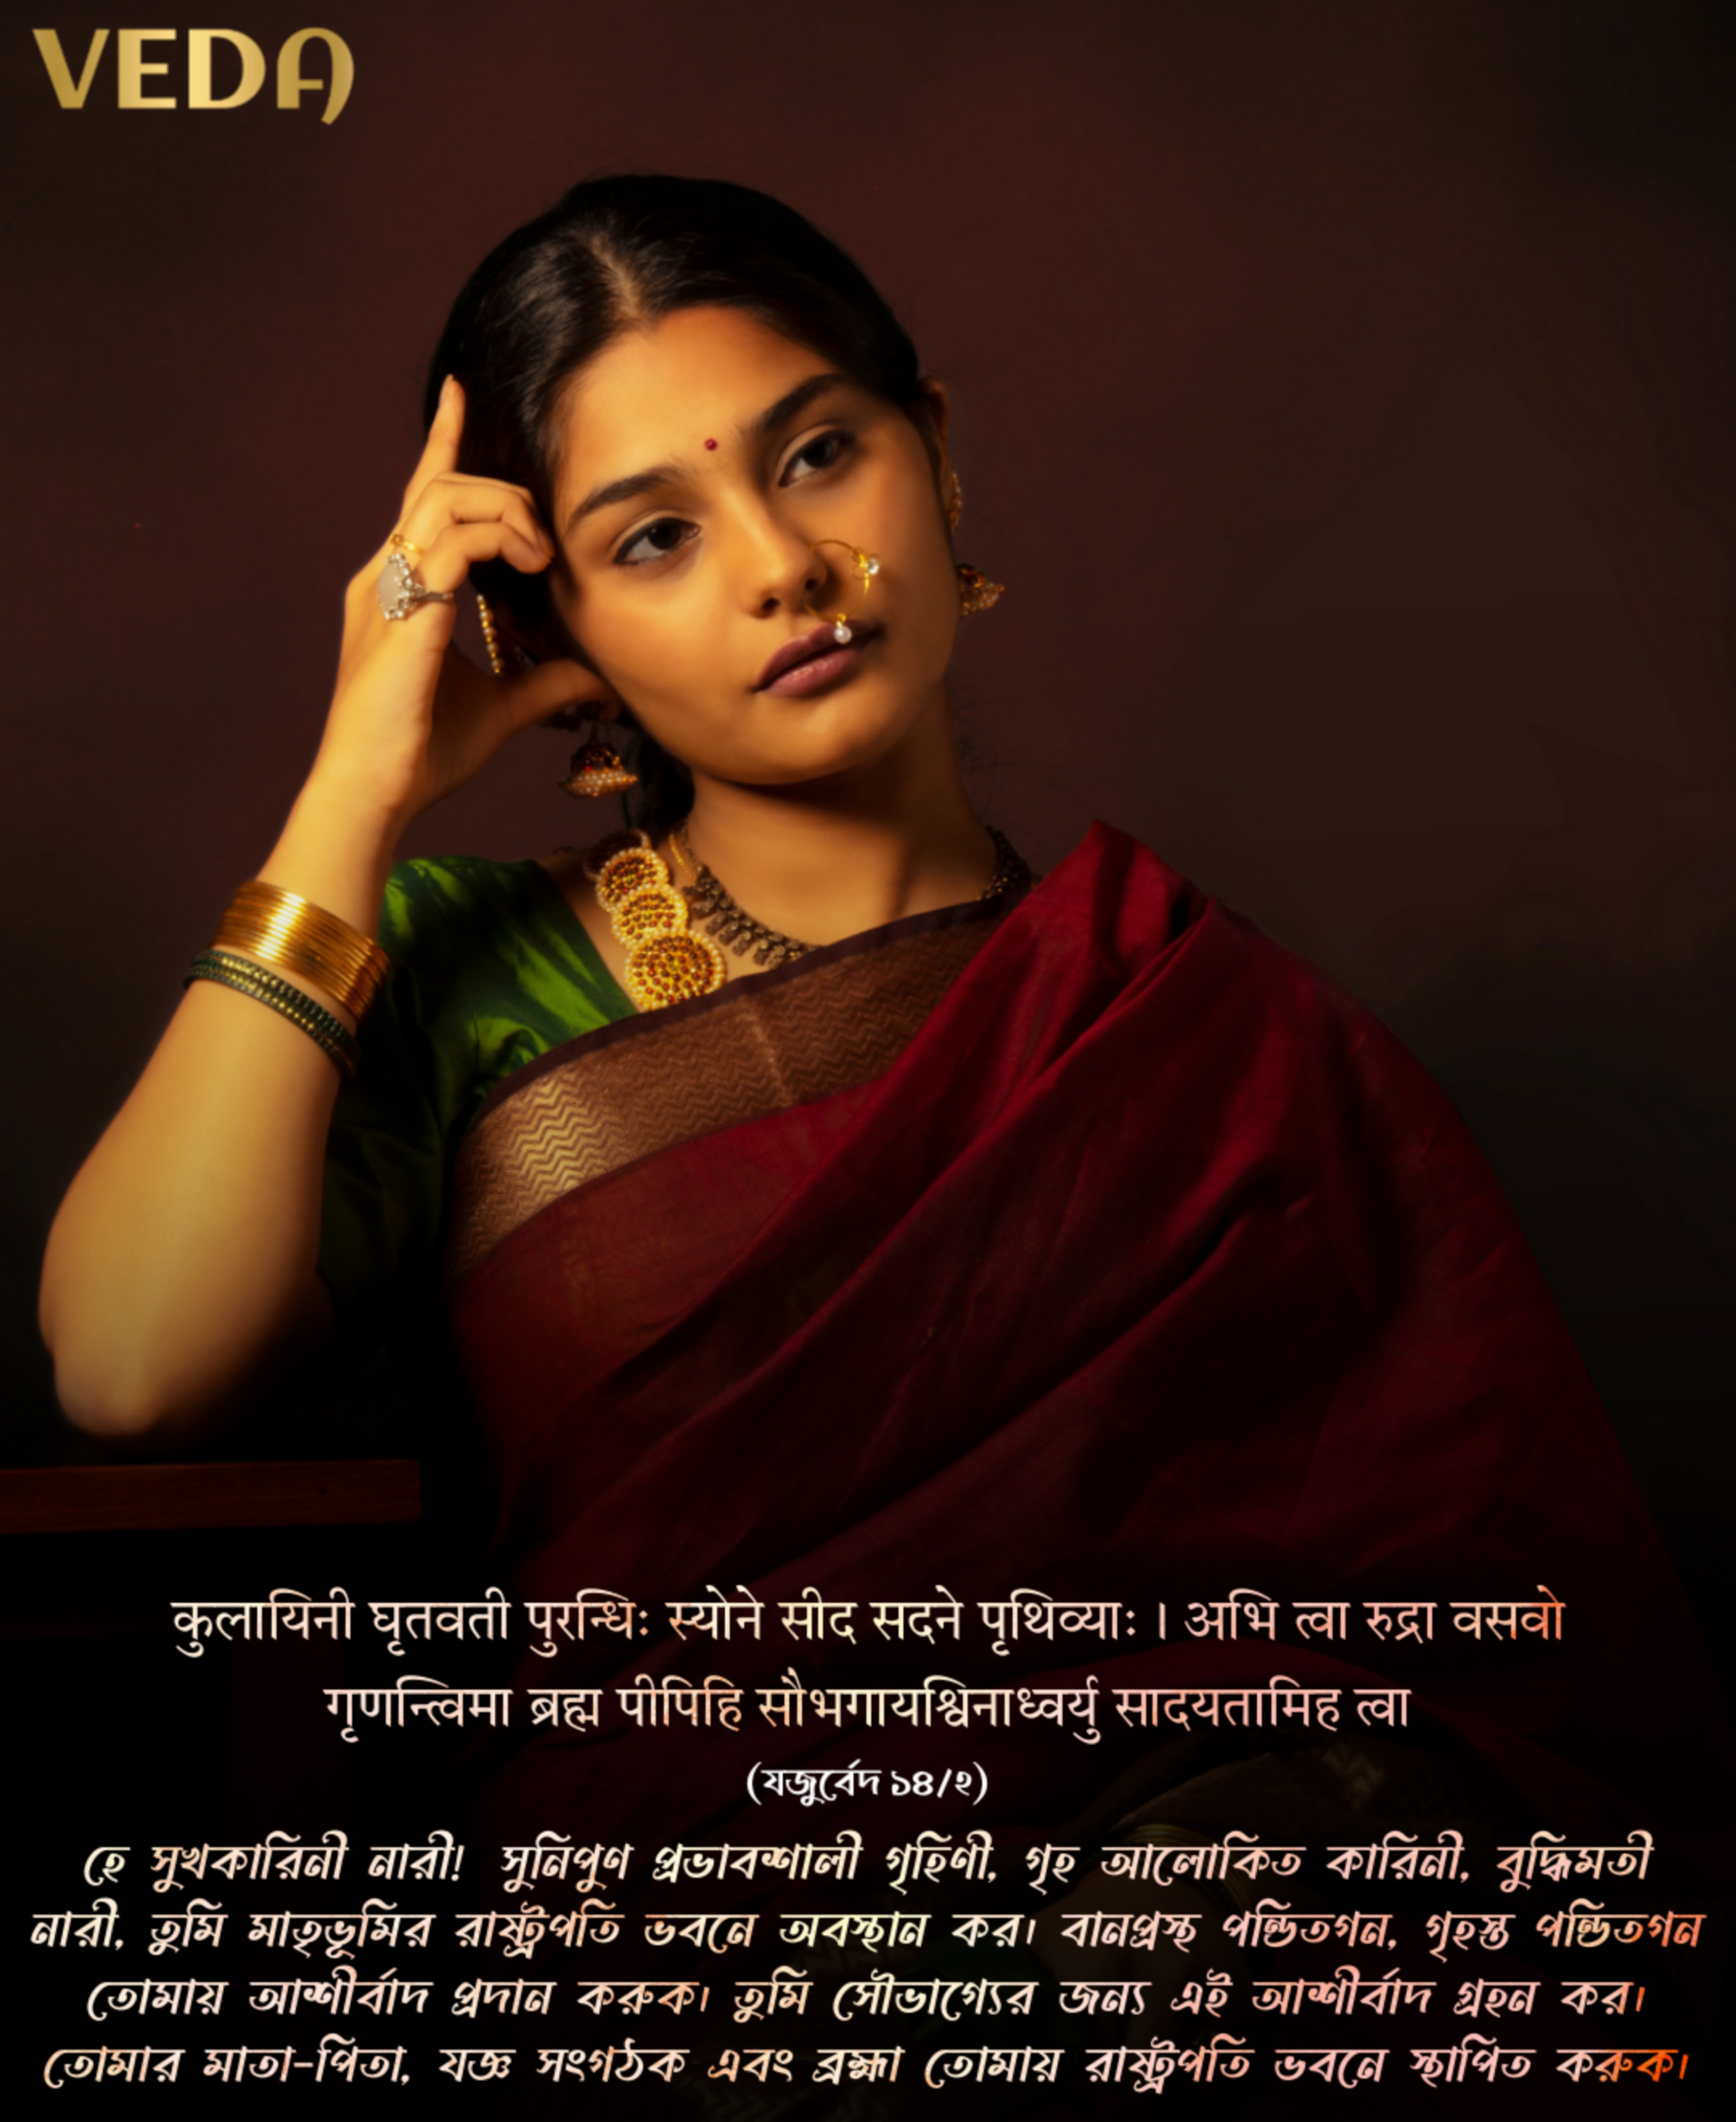 VEDA
कुलायिनी घृतवती पुरन्धिः स्योने सीद सदने पृथिव्याः । अभि त्वा रुद्रा वसवो
गृणन्त्विमा ब्रह्म पीपिहि सौभगायश्विनाध्वर्यु सादयतामिह त्वा
(যজুর্বেদ ১৪/২)
হে সুখকারিনী নারী! সুনিপুণ প্রভাবশালী গৃহিণী, গৃহ আলোকিত কারিনী, বুদ্ধিমতী
নারী, তুমি মাতৃভূমির রাষ্ট্রপতি ভবনে অবস্থান কর। বানপ্রস্থ পন্ডিতগন, গৃহস্ত পন্ডিতগন
তোমায় আশীর্বাদ প্রদান করুক। তুমি সৌভাগ্যের জন্য এই আশীর্বাদ গ্রহন কর।
তোমার মাতা-পিতা, যজ্ঞ সংগঠক এবং ব্রহ্মা তোমায় রাষ্ট্রপতি ভবনে স্থাপিত করুক।